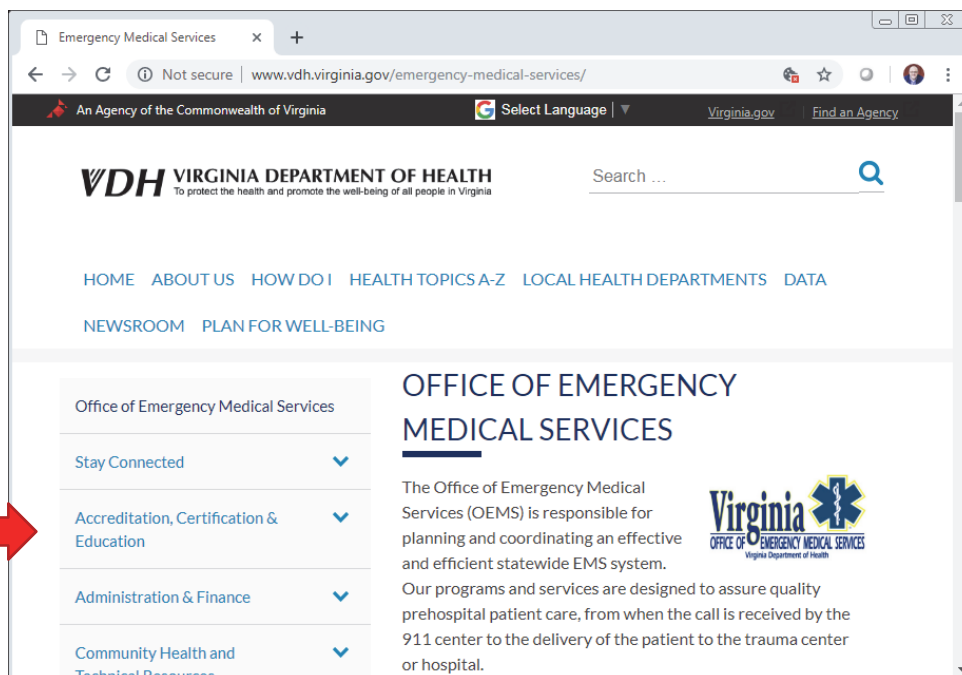 Emergency Medical Services
Not secure | www.vdh.virginia.gov/emergency-medical-services/
An Agency of the Commonwealth of Virginia
Select Language
Virginia.gov
Find an Agency
VDH VIRGINIA DEPARTMENT OF HEALTH
To protect the health and promote the well-being of all people in Virginia
Search ...
HOME ABOUT US HOW DO I HEALTH TOPICS A-Z LOCAL HEALTH DEPARTMENTS DATA
NEWSROOM PLAN FOR WELL-BEING
Office of Emergency Medical Services
Stay Connected
Accreditation, Certification &
Education
Administration & Finance
Community Health and
Technical Resources
OFFICE OF EMERGENCY
MEDICAL SERVICES
The Office of Emergency Medical
Services (OEMS) is responsible for
planning and coordinating an effective
and efficient statewide EMS system.
Our programs and services are designed to assure quality
prehospital patient care, from when the call is received by the
911 center to the delivery of the patient to the trauma center
or hospital.
Virginia
OFFICE OF EMERGENCY MEDICAL SERVICES
Virginia Department of Health